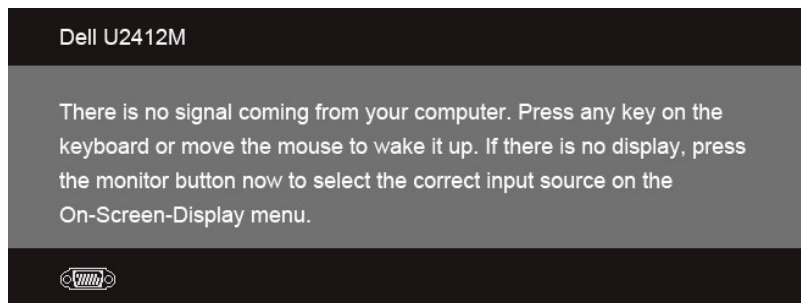 Dell U2412M
There is no signal coming from your computer. Press any key on the
keyboard or move the mouse to wake it up. If there is no display, press
the monitor button now to select the correct input source on the
On-Screen-Display menu.